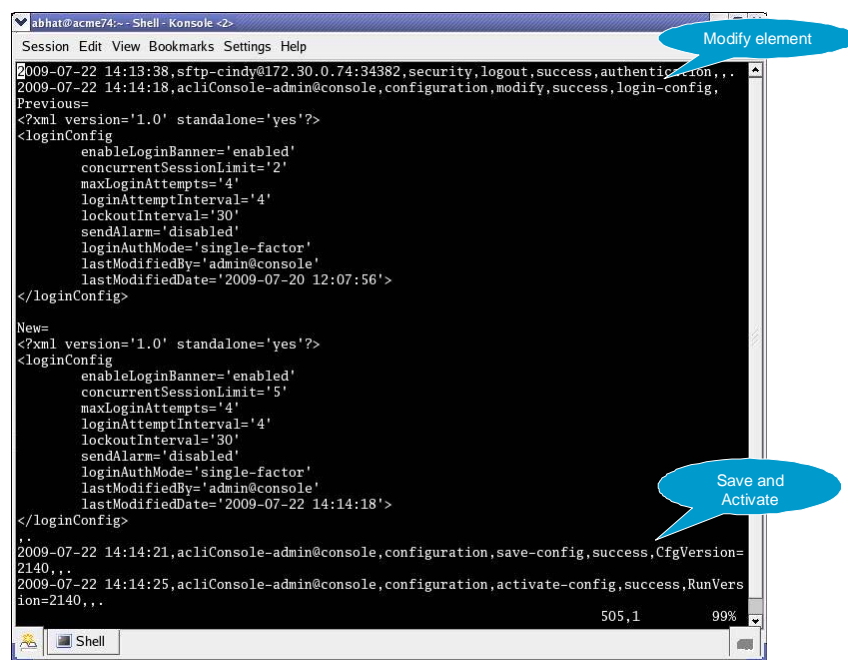 abhat@acme74:~ - Shell - Konsole <2>
Session Edit View Bookmarks Settings Help
Modify element
2009-07-22 14:13:38,sftp-cindy@172.30.0.74:34382,security,logout,success,authentication,,.
2009-07-22 14:14:18,acliConsole-admin@console,configuration,modify,success,login-config,
Previous=
<?xml version='1.0' standalone='yes'?>
<loginConfig
        enableLoginBanner='enabled'
        concurrentSessionLimit='2'
        maxLoginAttempts='4'
        loginAttemptInterval='4'
        lockoutInterval='30'
        sendAlarm='disabled'
        loginAuthMode='single-factor'
        lastModifiedBy='admin@console'
        lastModifiedDate='2009-07-20 12:07:56'>
</loginConfig>

New=
<?xml version='1.0' standalone='yes'?>
<loginConfig
        enableLoginBanner='enabled'
        concurrentSessionLimit='5'
        maxLoginAttempts='4'
        loginAttemptInterval='4'
        lockoutInterval='30'
        sendAlarm='disabled'
        loginAuthMode='single-factor'
        lastModifiedBy='admin@console'
        lastModifiedDate='2009-07-22 14:14:18'>
</loginConfig>
,.
Save and
Activate
2009-07-22 14:14:21,acliConsole-admin@console,configuration,save-config,success,CfgVersion=
2140,,.
2009-07-22 14:14:25,acliConsole-admin@console,configuration,activate-config,success,RunVers
ion=2140,,.
505,1 99%
Shell